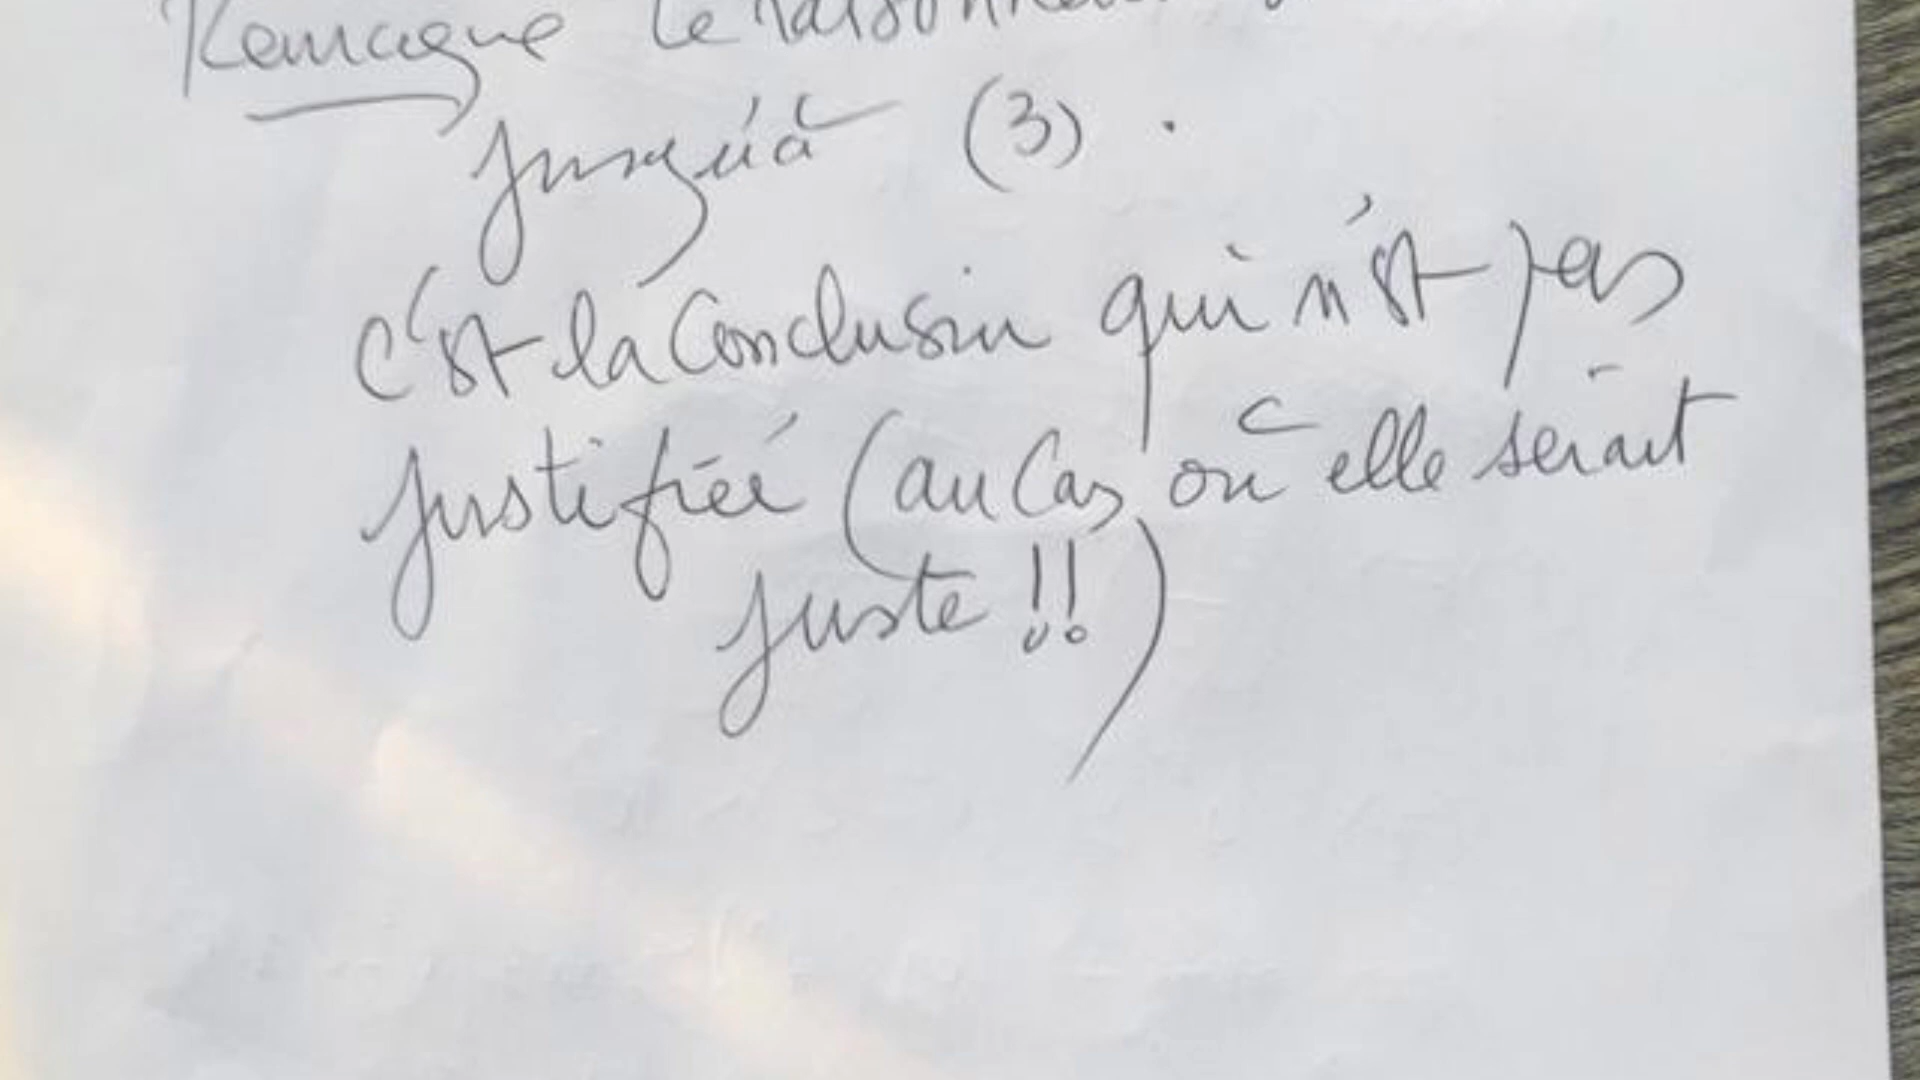 Remarque le raisonnement
jusqu'à (3).
c'est la conclusion qui n'est pas
justifiée (au cas où elle serait
juste !!)